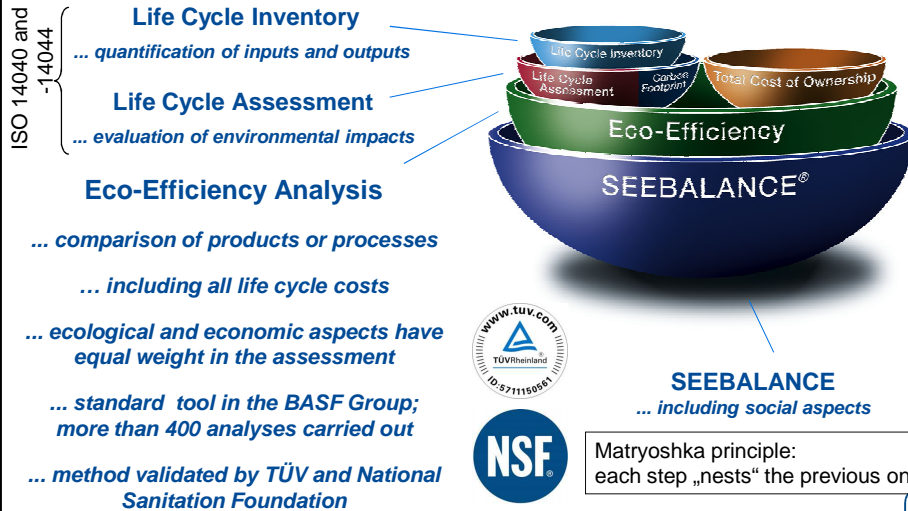 ISO 14040 and
-14044
Life Cycle Inventory
... quantification of inputs and outputs
Life Cycle Assessment
... evaluation of environmental impacts
Eco-Efficiency Analysis
... comparison of products or processes
… including all life cycle costs
... ecological and economic aspects have
equal weight in the assessment
... standard tool in the BASF Group;
more than 400 analyses carried out
... method validated by TÜV and National
Sanitation Foundation
Life Cycle Inventory
Life Cycle
Assessment
Carbon
Footprint
Total Cost of Ownership
Eco-Efficiency
SEEBALANCE®
www.tuv.com
TÜVRheinland®
ID:5711150561
NSF®
SEEBALANCE
... including social aspects
Matryoshka principle:
each step „nests“ the previous on